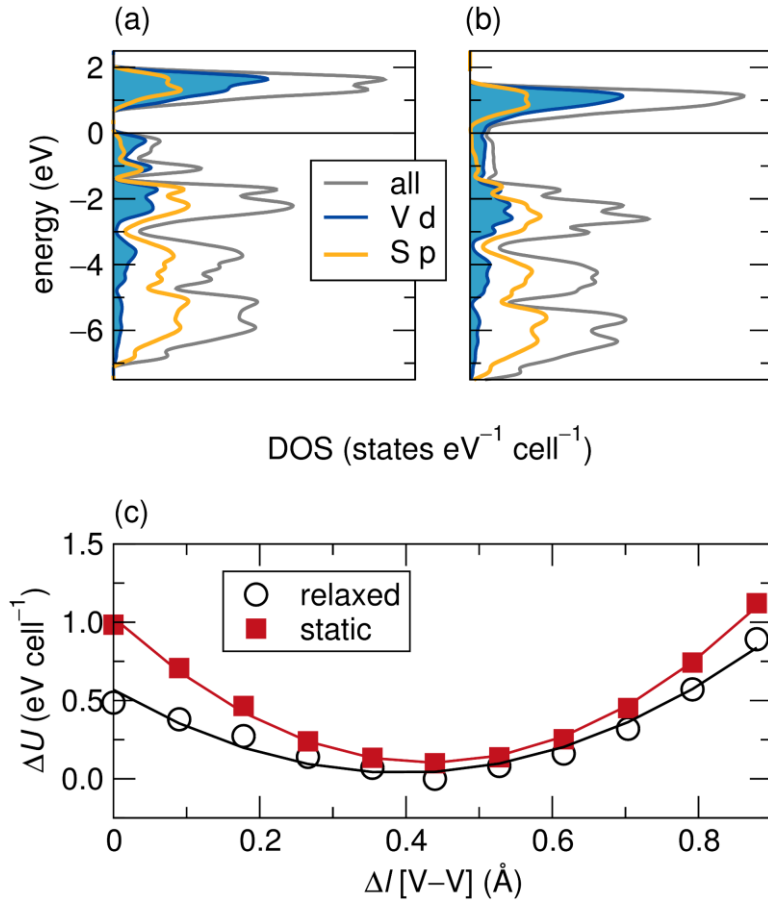 (a) (b)
2
0
−2
−4
−6
energy (eV)
all
V d
S p
DOS (states eV⁻¹ cell⁻¹)
(c)
1.5
1.0
0.5
0.0
ΔU (eV cell⁻¹)
relaxed
static
0 0.2 0.4 0.6 0.8
Δl [V−V] (Å)